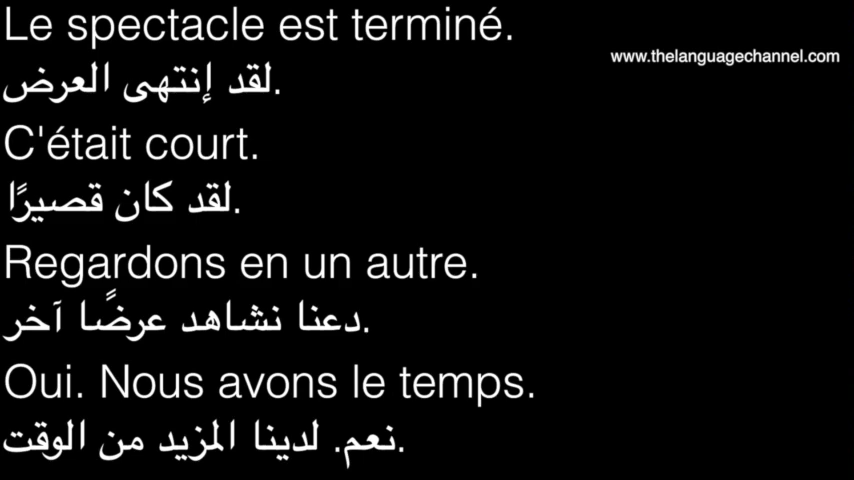 Le spectacle est terminé.
www.thelanguagechannel.com
لقد إنتهى العرض.
C'était court.
لقد كان قصيرًا.
Regardons en un autre.
دعنا نشاهد عرضًا آخر.
Oui. Nous avons le temps.
نعم. لدينا المزيد من الوقت.